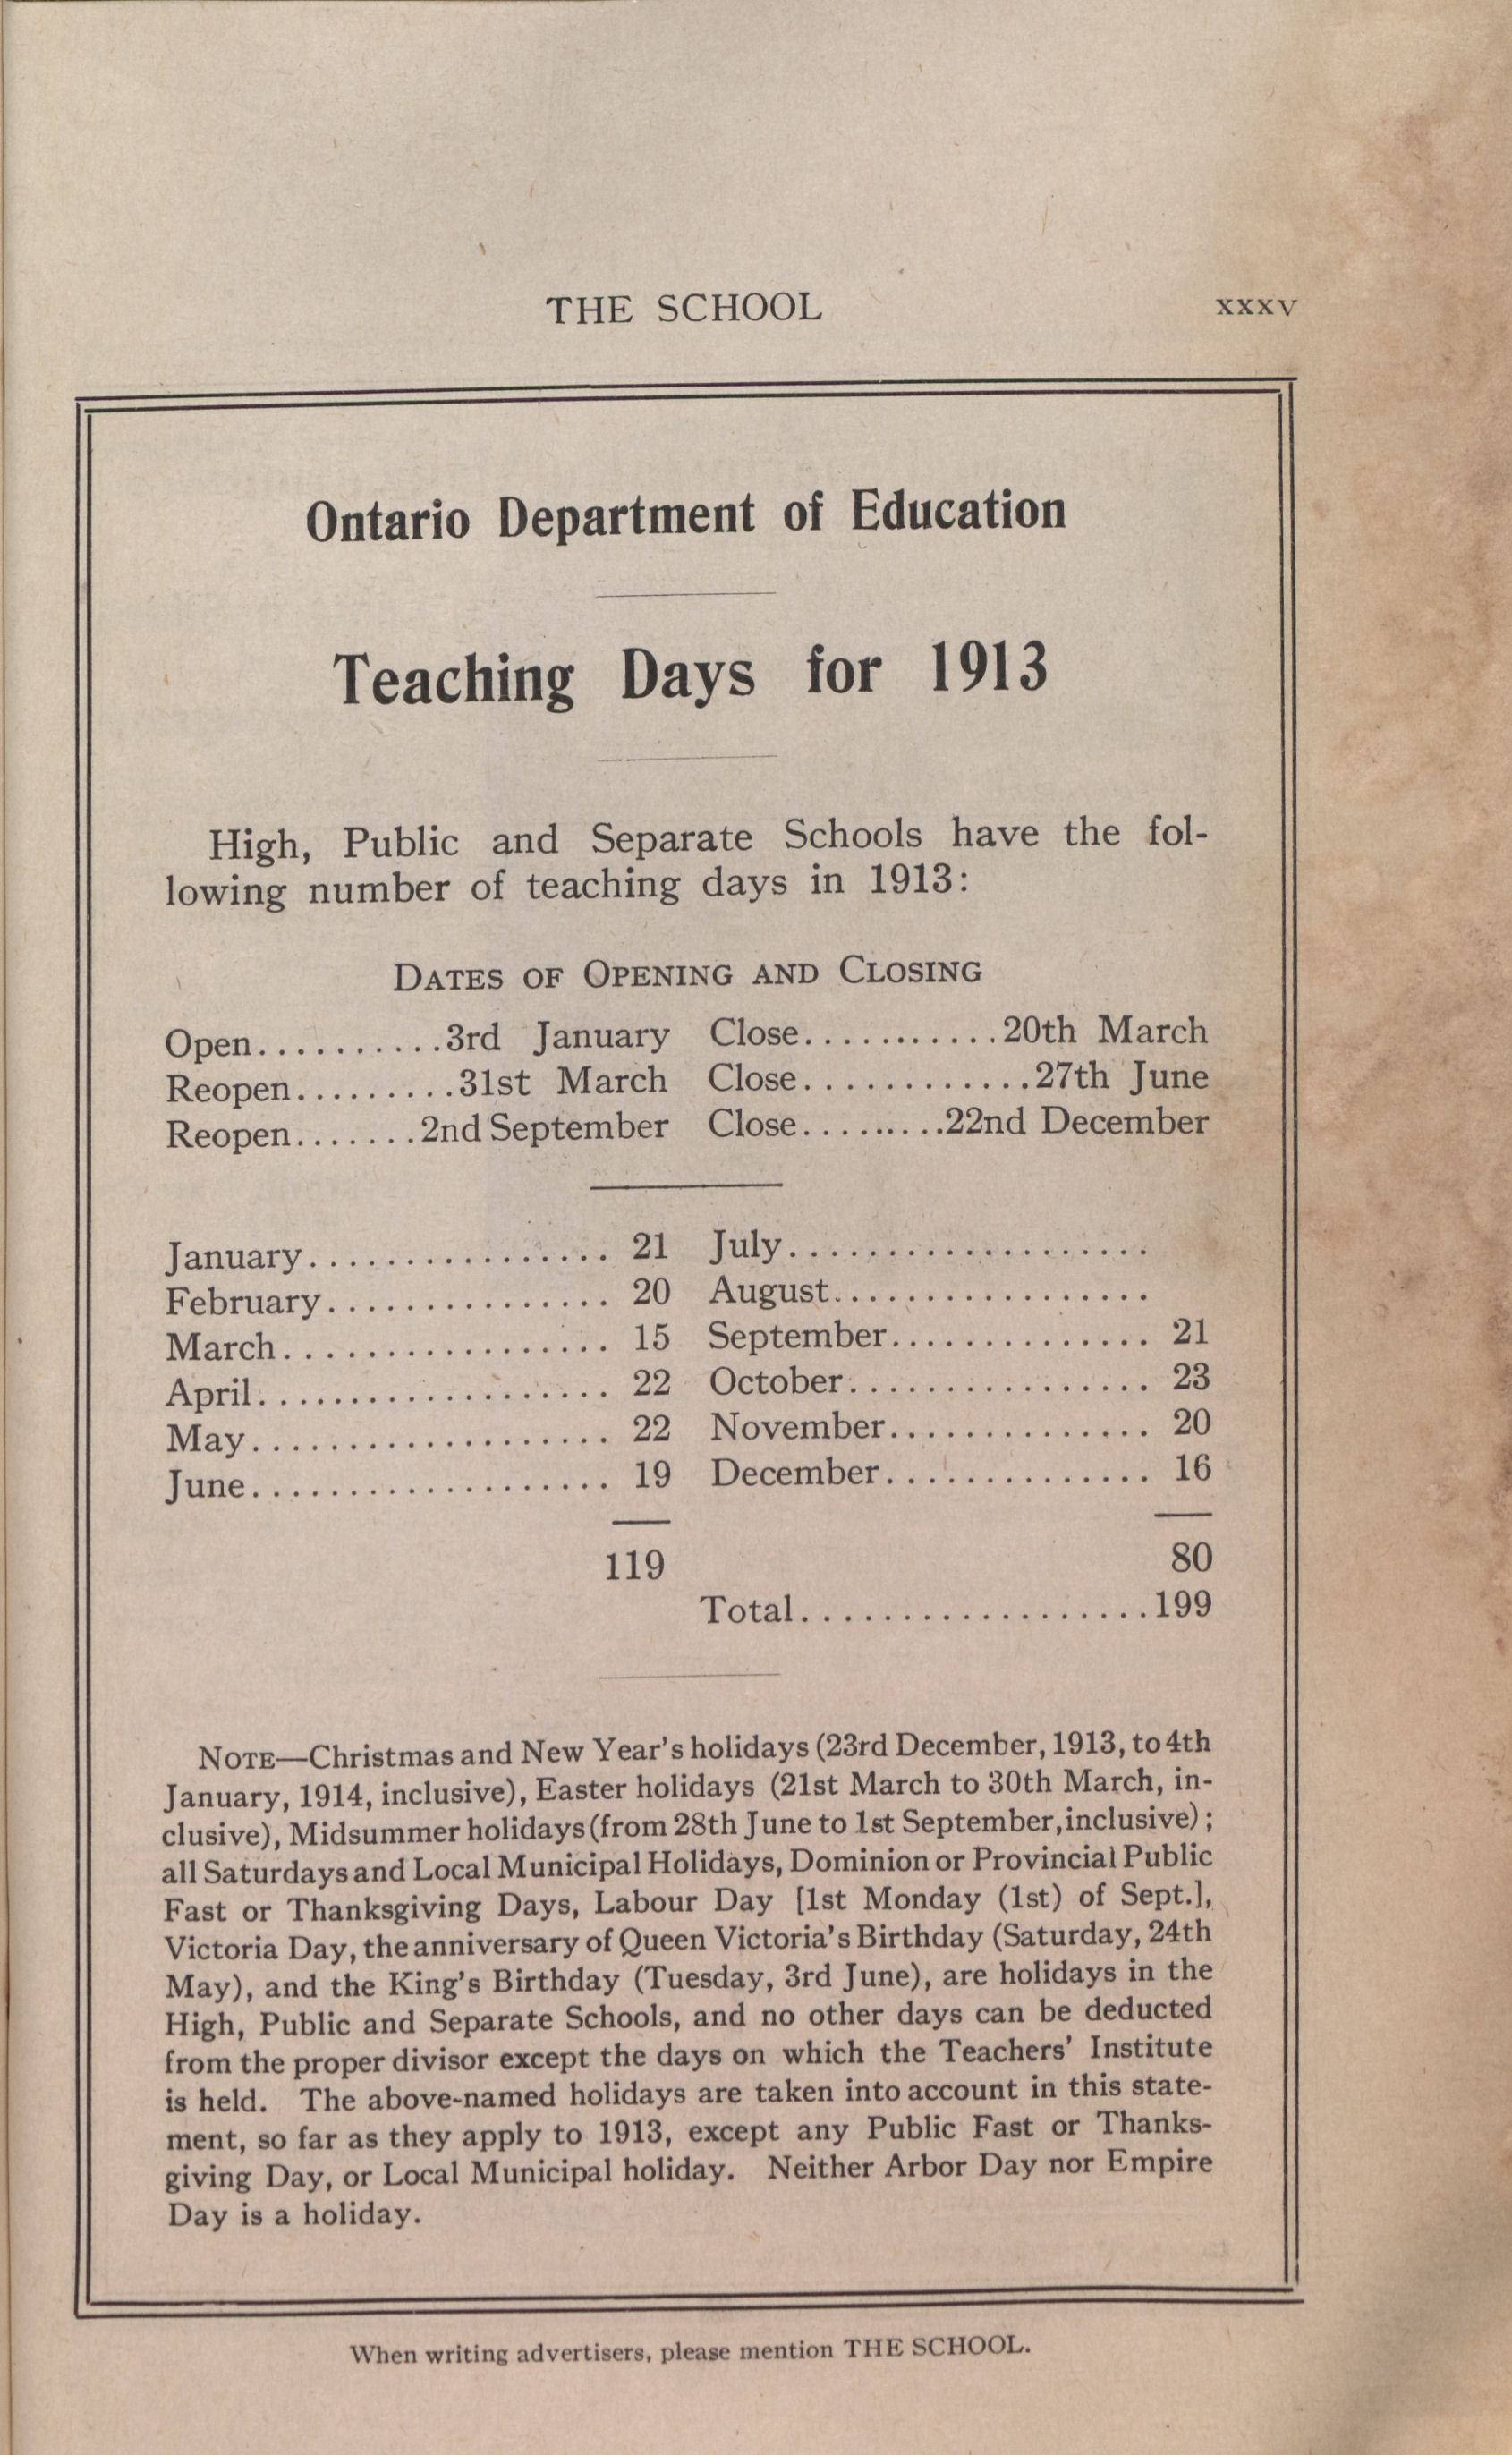 THE SCHOOL xxxv
Ontario Department of Education
Teaching Days for 1913
High, Public and Separate Schools have the fol-
lowing number of teaching days in 1913:
DATES OF OPENING AND CLOSING
Open..........3rd January Close...........20th March
Reopen.........31st March Close............27th June
Reopen.......2nd September Close.........22nd December
January................ 21 July...................
February............... 20 August.................
March................. 15 September.............. 21
April................... 22 October................ 23
May................... 22 November.............. 20
June................... 19 December.............. 16
119 80
Total..................199
NOTE—Christmas and New Year's holidays (23rd December, 1913, to 4th
January, 1914, inclusive), Easter holidays (21st March to 30th March, in-
clusive), Midsummer holidays (from 28th June to 1st September, inclusive);
all Saturdays and Local Municipal Holidays, Dominion or Provincial Public
Fast or Thanksgiving Days, Labour Day [1st Monday (1st) of Sept.],
Victoria Day, the anniversary of Queen Victoria's Birthday (Saturday, 24th
May), and the King's Birthday (Tuesday, 3rd June), are holidays in the
High, Public and Separate Schools, and no other days can be deducted
from the proper divisor except the days on which the Teachers' Institute
is held. The above-named holidays are taken into account in this state-
ment, so far as they apply to 1913, except any Public Fast or Thanks-
giving Day, or Local Municipal holiday. Neither Arbor Day nor Empire
Day is a holiday.
When writing advertisers, please mention THE SCHOOL.